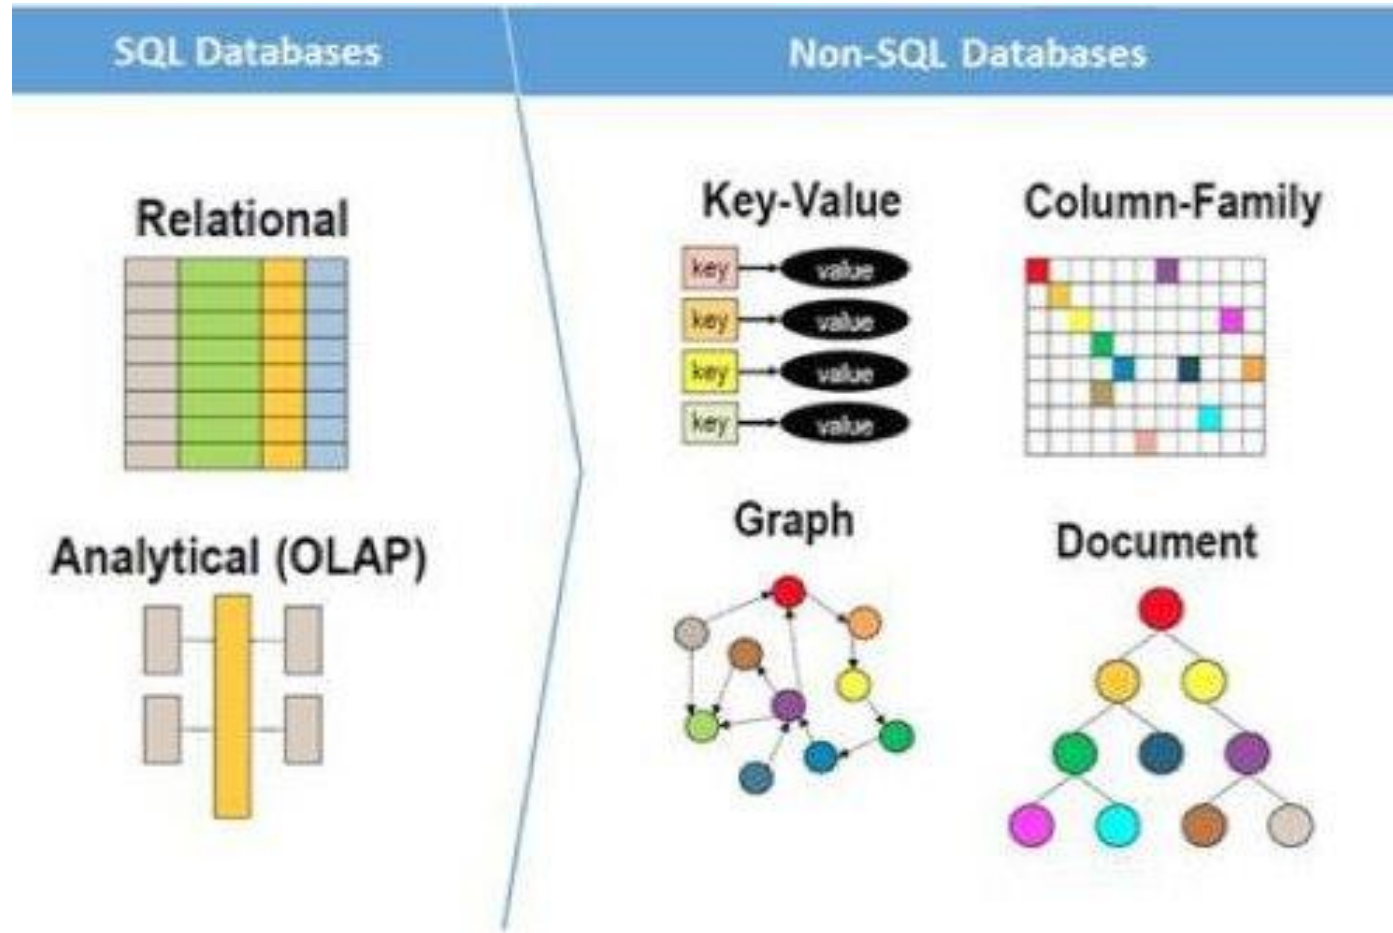 SQL Databases
Non-SQL Databases
Relational
Analytical (OLAP)
Key-Value
key value
key value
key value
key value
Column-Family
Graph
Document